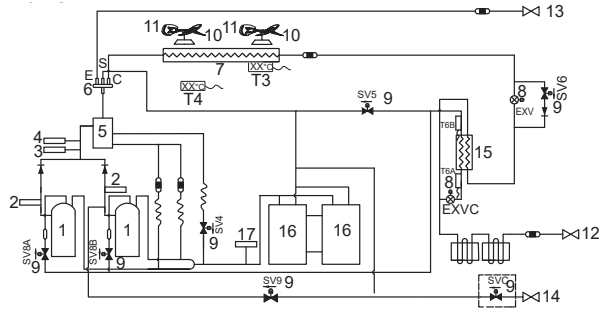 11 10 11 10 13
XX°C
7 T3
XX°C
T4
E S C
6
SV5 9
8 EXV
SV6 9
4
5
3
T6B
15
T6A
8
EXVC
2 2
1 1
SV4 9
17
16 16
12
SV8A 9
SV8B 9
SV9 9
SVC 9
14